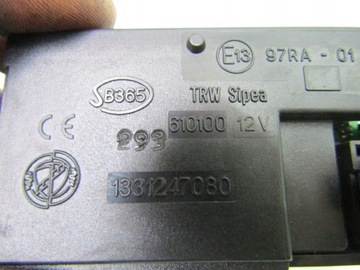 E13 97RA - 01
SB365 TRW Sipea
CE 293 610100 12V
1331247080